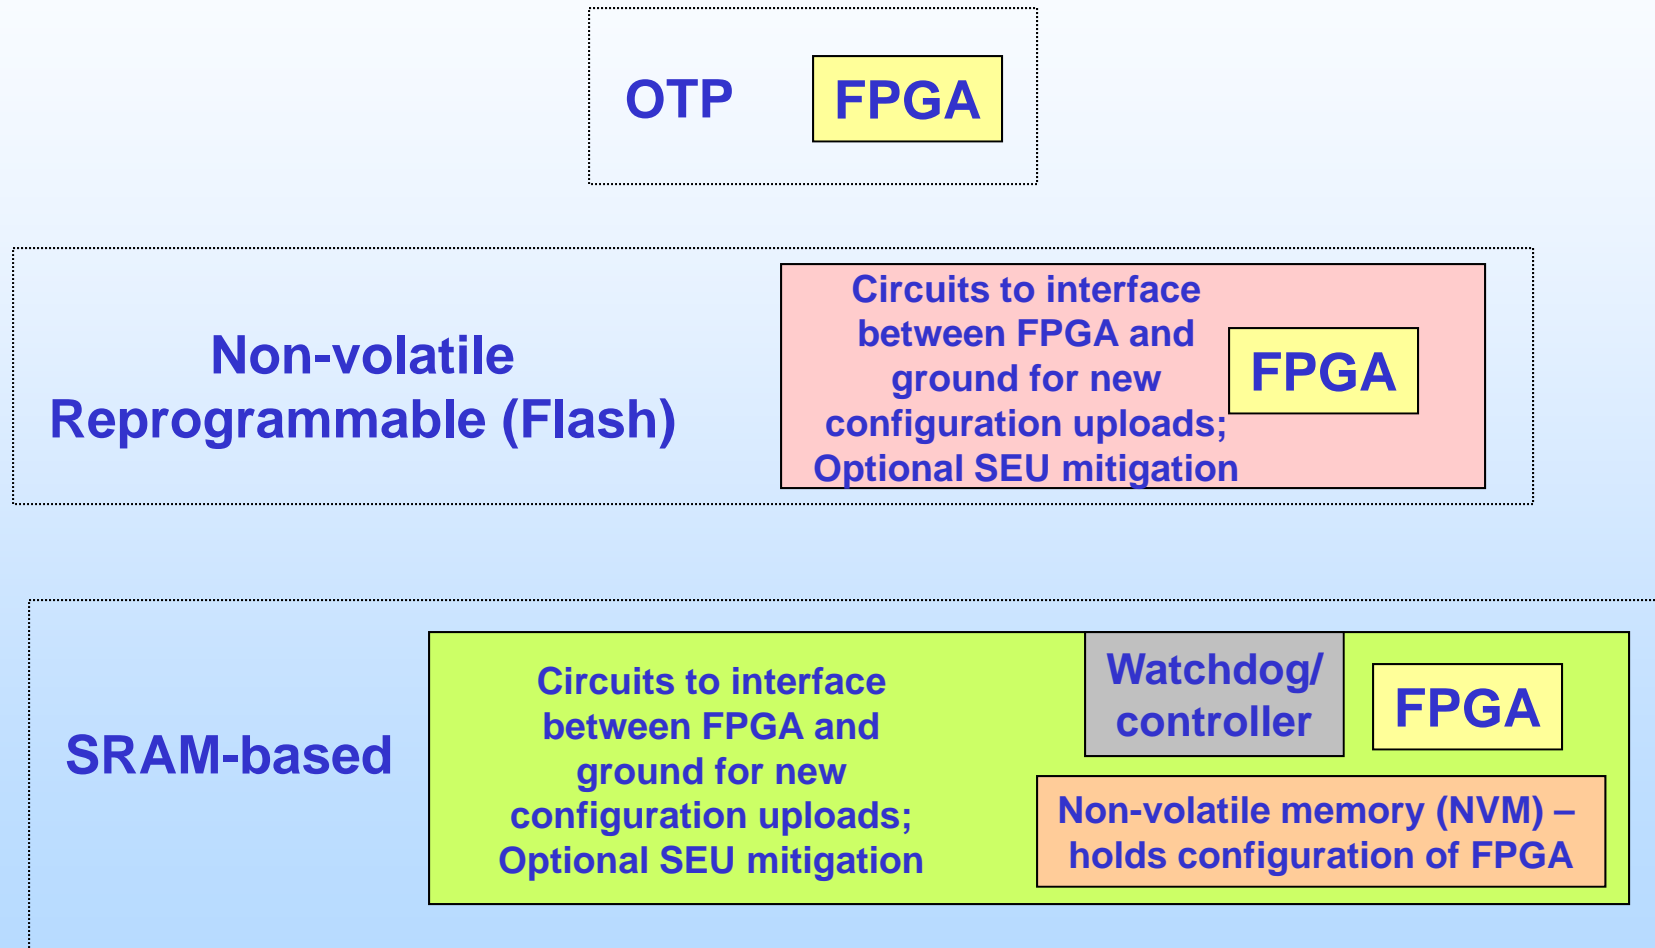 OTP
FPGA
Non-volatile
Reprogrammable (Flash)
Circuits to interface
between FPGA and
ground for new
configuration uploads;
Optional SEU mitigation
FPGA
SRAM-based
Circuits to interface
between FPGA and
ground for new
configuration uploads;
Optional SEU mitigation
Watchdog/
controller
FPGA
Non-volatile memory (NVM) –
holds configuration of FPGA